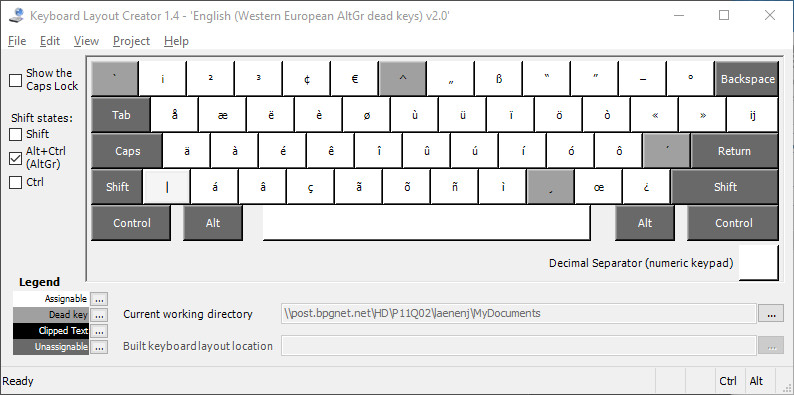 Keyboard Layout Creator 1.4 - 'English (Western European AltGr dead keys) v2.0'
File Edit View Project Help
Show the
Caps Lock
Shift states:
Shift
Alt+Ctrl
(AltGr)
Ctrl
` ¡ ² ³ ¢ € ^ „ ß “ ” – ° Backspace
Tab å æ ë è ø ù ü ï ö ò « » ij
Caps ä à é ê î û ú í ó ô ´ Return
Shift | á â ç ã õ ñ ì ¸ œ ¿ Shift
Control Alt Alt Control
Decimal Separator (numeric keypad)
Legend
Assignable ...
Dead key ...
Clipped Text ...
Unassignable ...
Current working directory \\post.bpgnet.net\HD\P11Q02\laenenj\MyDocuments ...
Built keyboard layout location ...
Ready Ctrl Alt